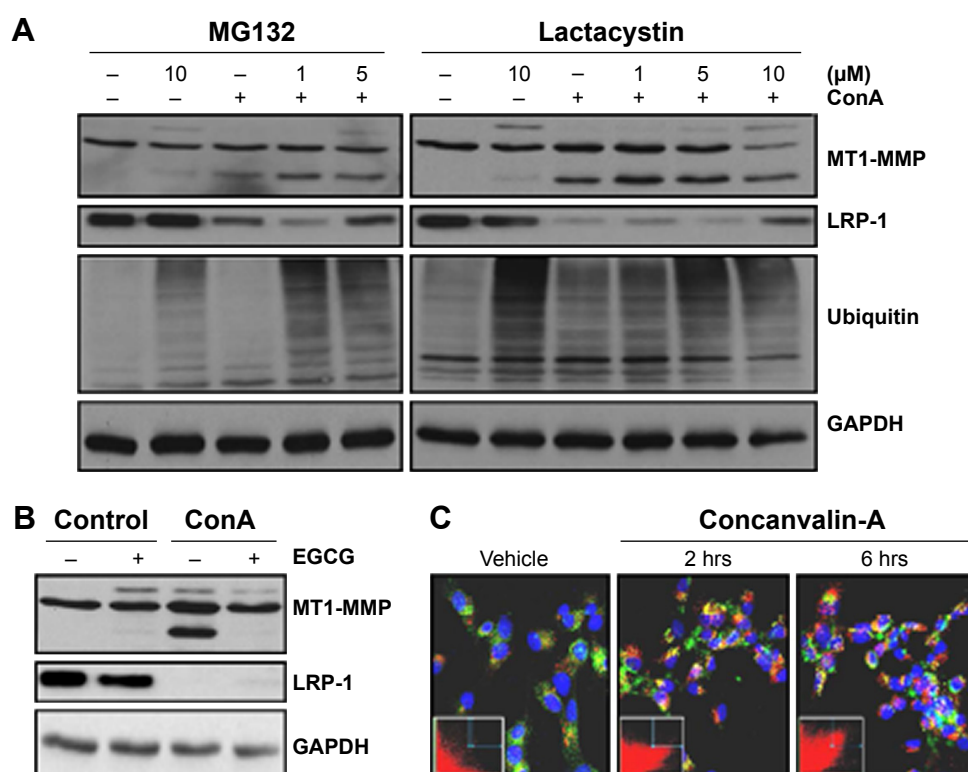 A
MG132 Lactacystin
– 10 – 1 5 – 10 – 1 5 10 (μM)
– – + + + – – + + + + ConA
MT1-MMP
LRP-1
Ubiquitin
GAPDH
B
Control ConA
– + – + EGCG
MT1-MMP
LRP-1
GAPDH
C
Concanvalin-A
Vehicle 2 hrs 6 hrs